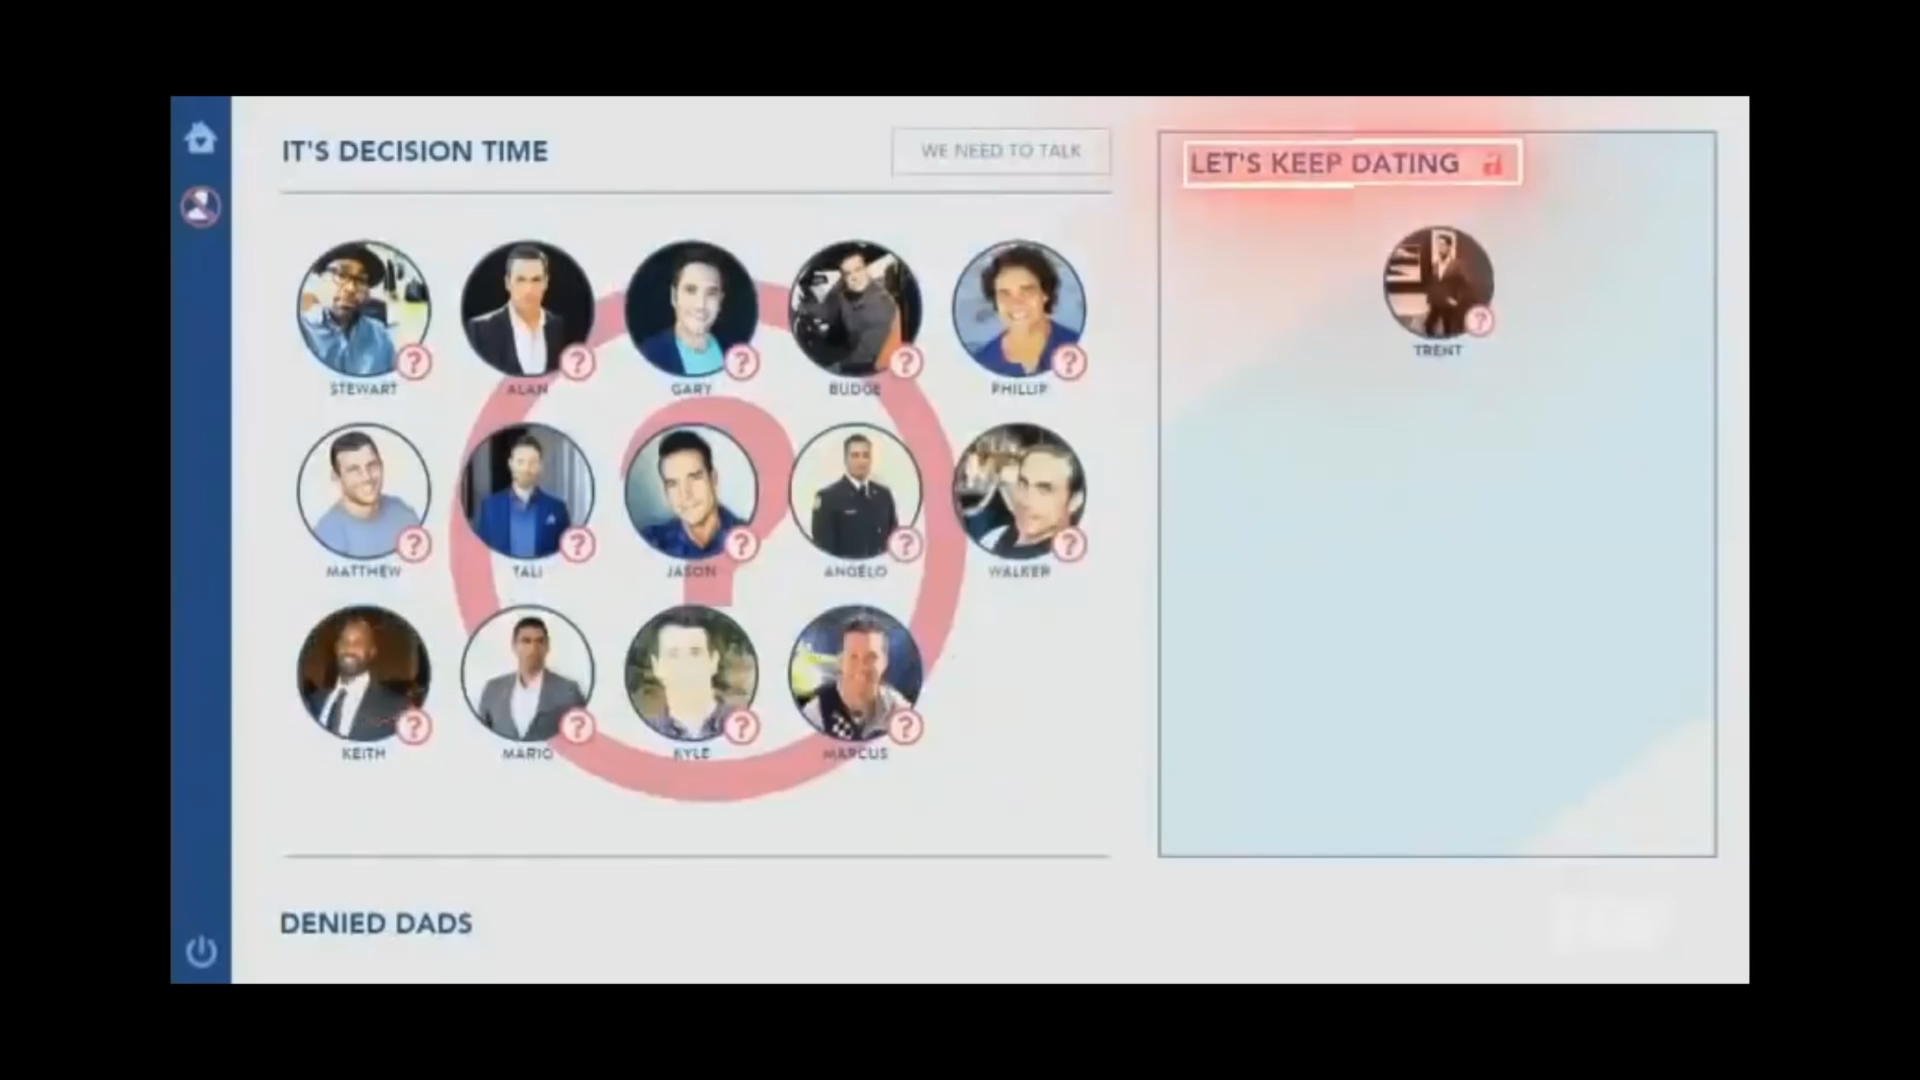 IT'S DECISION TIME
WE NEED TO TALK
LET'S KEEP DATING
TRENT
STEWART
ALAN
GARY
BUDGE
PHILLIP
MATTHEW
TALI
JASON
ANGELO
WALKER
KEITH
MARIO
KYLE
MARCUS
DENIED DADS